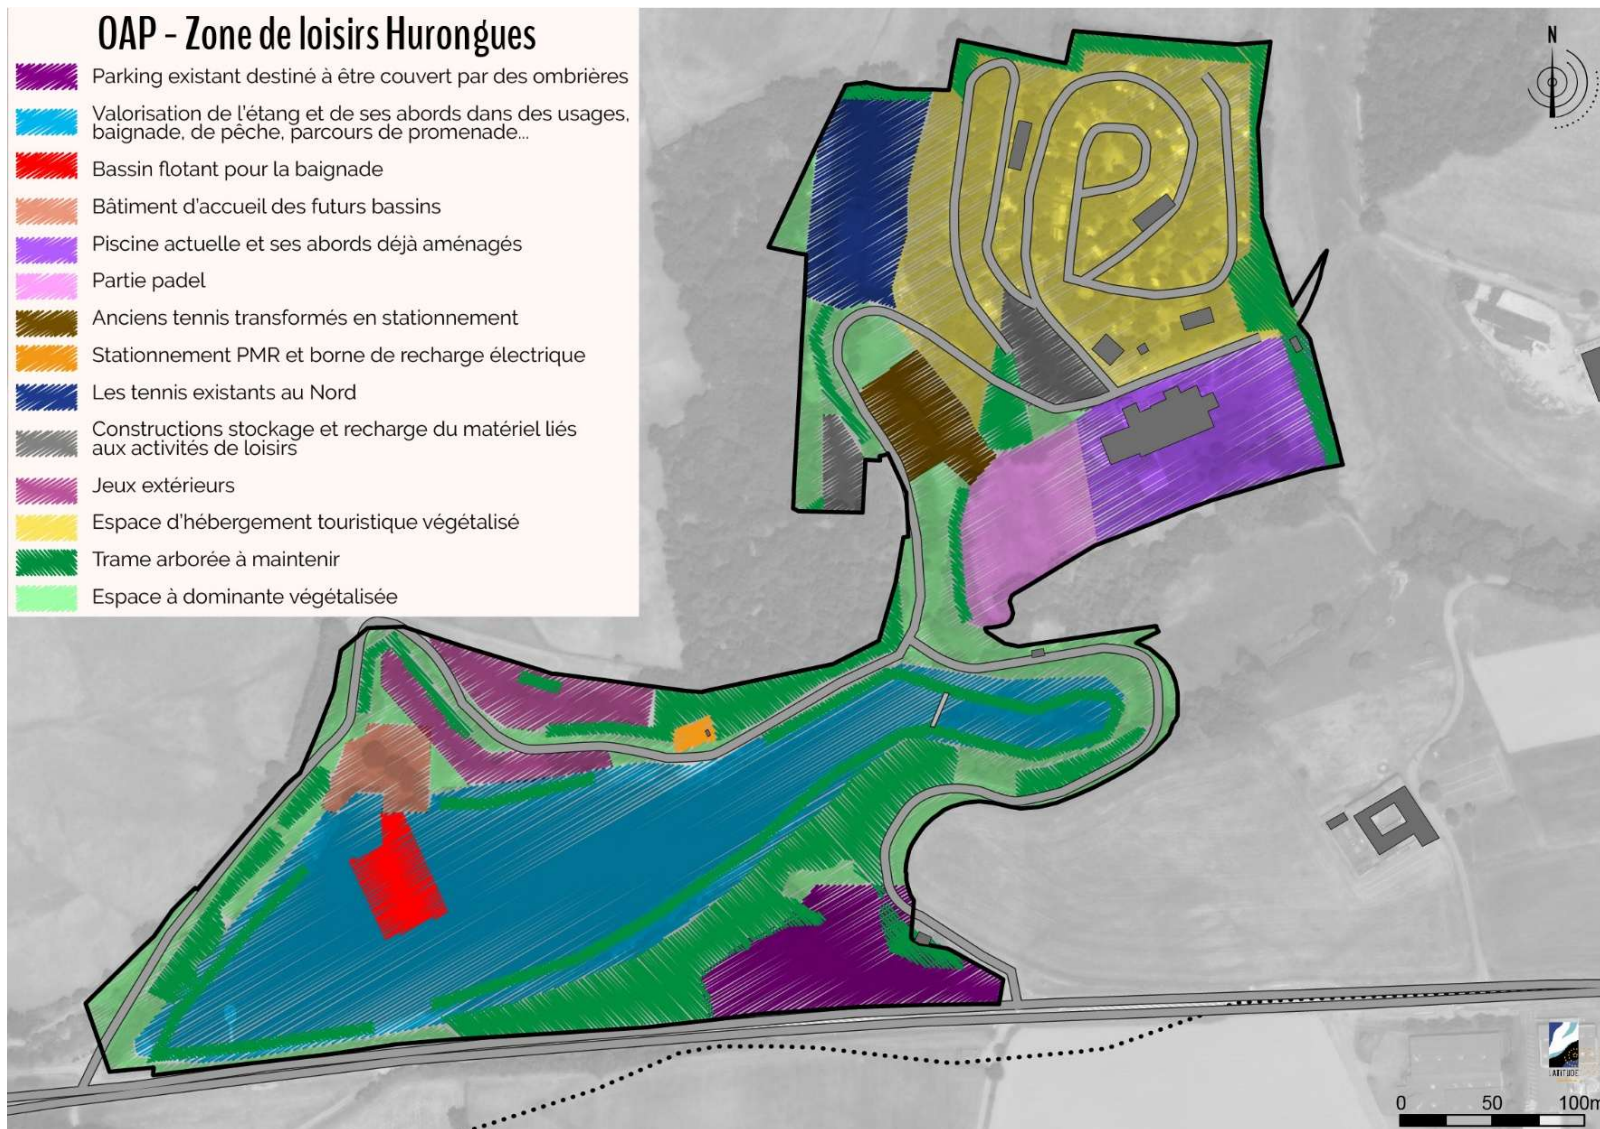 OAP - Zone de loisirs Hurongues
Parking existant destiné à être couvert par des ombrières
Valorisation de l'étang et de ses abords dans des usages,
baignade, de pêche, parcours de promenade...
Bassin flotant pour la baignade
Bâtiment d'accueil des futurs bassins
Piscine actuelle et ses abords déjà aménagés
Partie padel
Anciens tennis transformés en stationnement
Stationnement PMR et borne de recharge électrique
Les tennis existants au Nord
Constructions stockage et recharge du matériel liés
aux activités de loisirs
Jeux extérieurs
Espace d'hébergement touristique végétalisé
Trame arborée à maintenir
Espace à dominante végétalisée
N
LATITUDE
0 50 100m